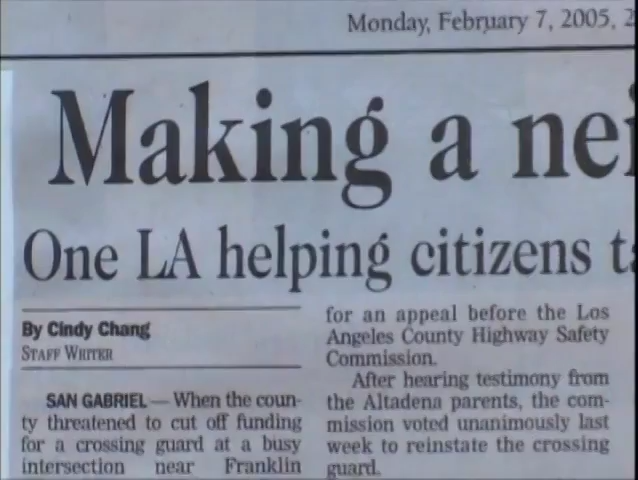 Monday, February 7, 2005, 2
Making a nei
One LA helping citizens ta
By Cindy Chang
STAFF WRITER
SAN GABRIEL — When the coun-
ty threatened to cut off funding
for a crossing guard at a busy
intersection near Franklin
for an appeal before the Los
Angeles County Highway Safety
Commission.
After hearing testimony from
the Altadena parents, the com-
mission voted unanimously last
week to reinstate the crossing
guard.